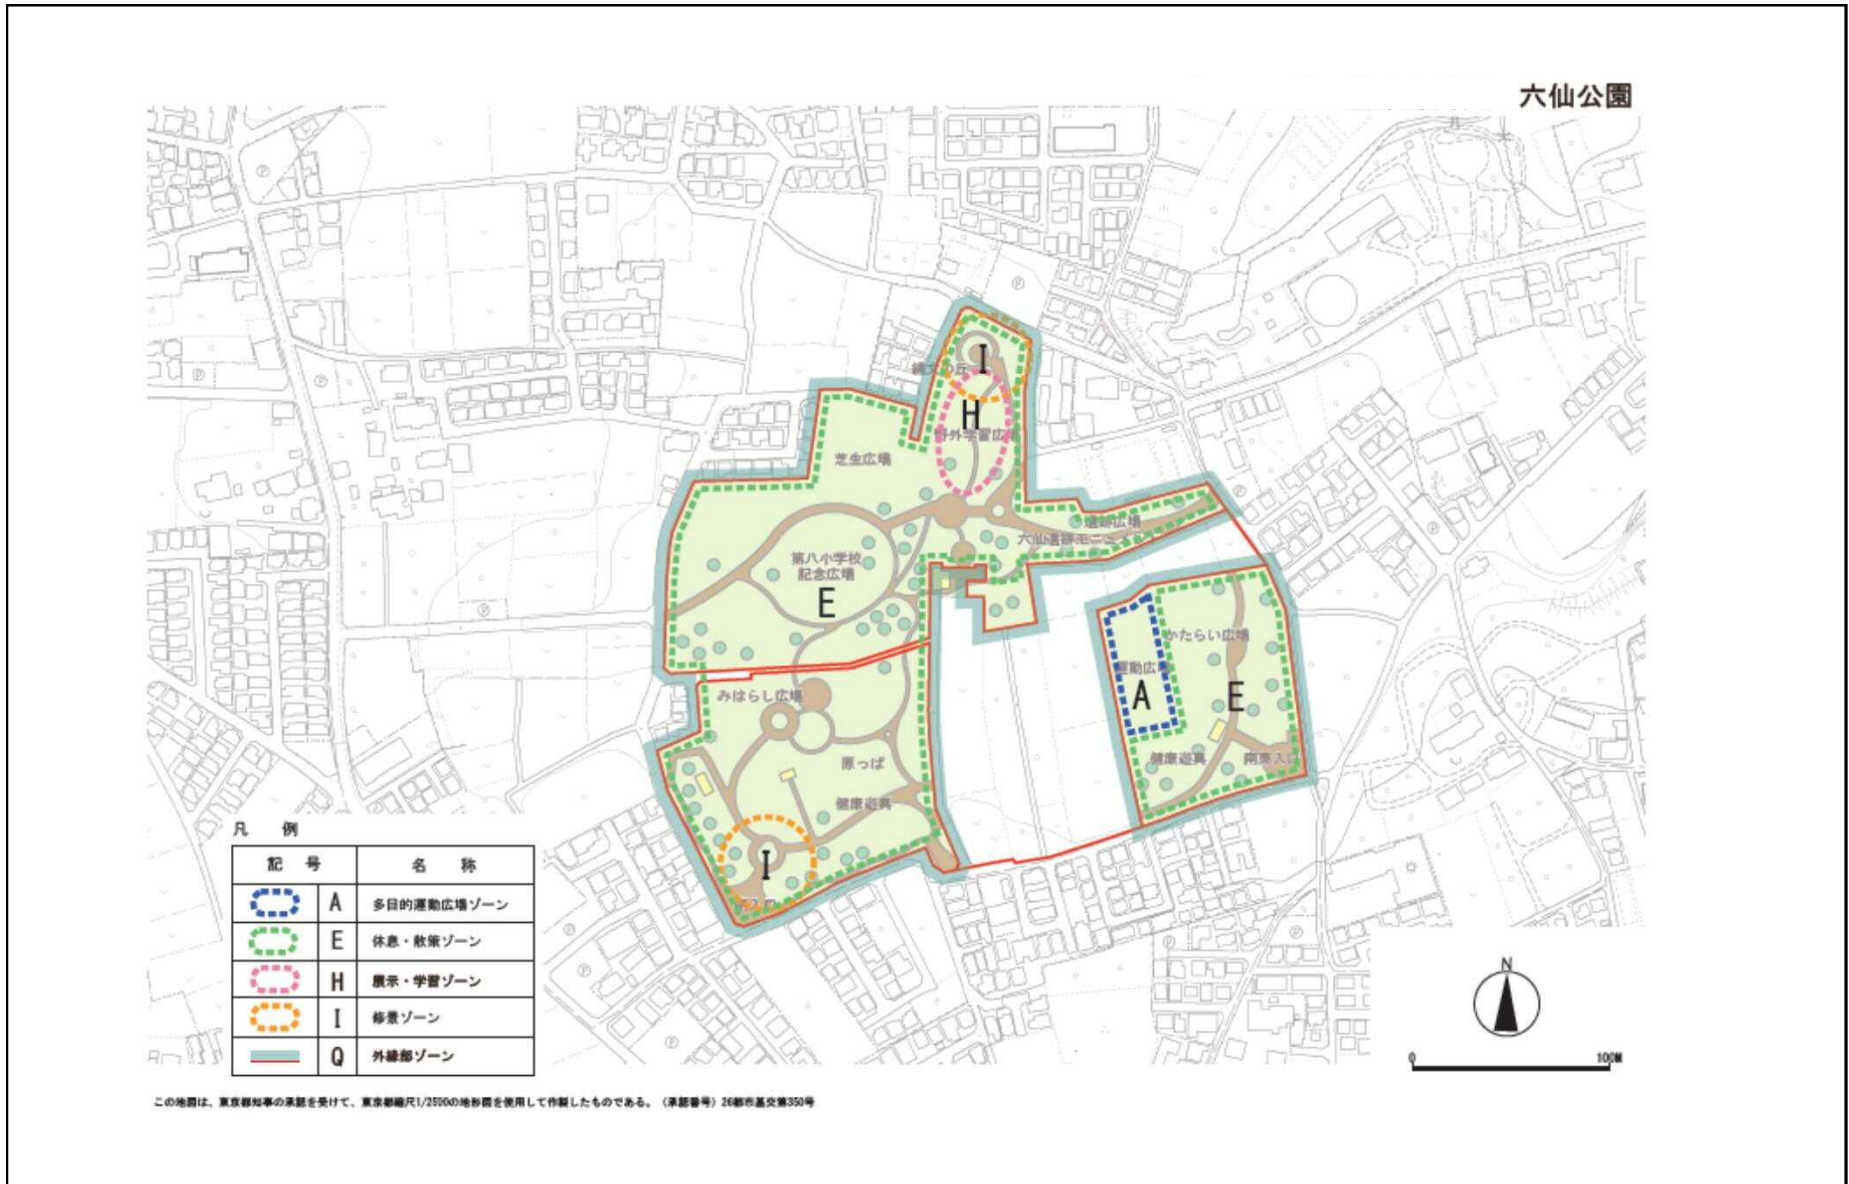 六仙公園
I
縄文の丘
H
野外学習広場
芝生広場
遺跡広場
六仙遺跡モニュ
第八小学校
記念広場
E
かたらい広場
運動広場
A
E
みはらし広場
原っぱ
健康遊具
健康遊具
南東入口
健康遊具
I
凡 例
記 号
名 称
A
多目的運動広場ゾーン
E
休息・散策ゾーン
H
展示・学習ゾーン
I
修景ゾーン
Q
外縁部ゾーン
N
0
100M
この地図は、東京都知事の承認を受けて、東京都縮尺1/2500の地形図を使用して作製したものである。（承認番号）26都市基交第350号